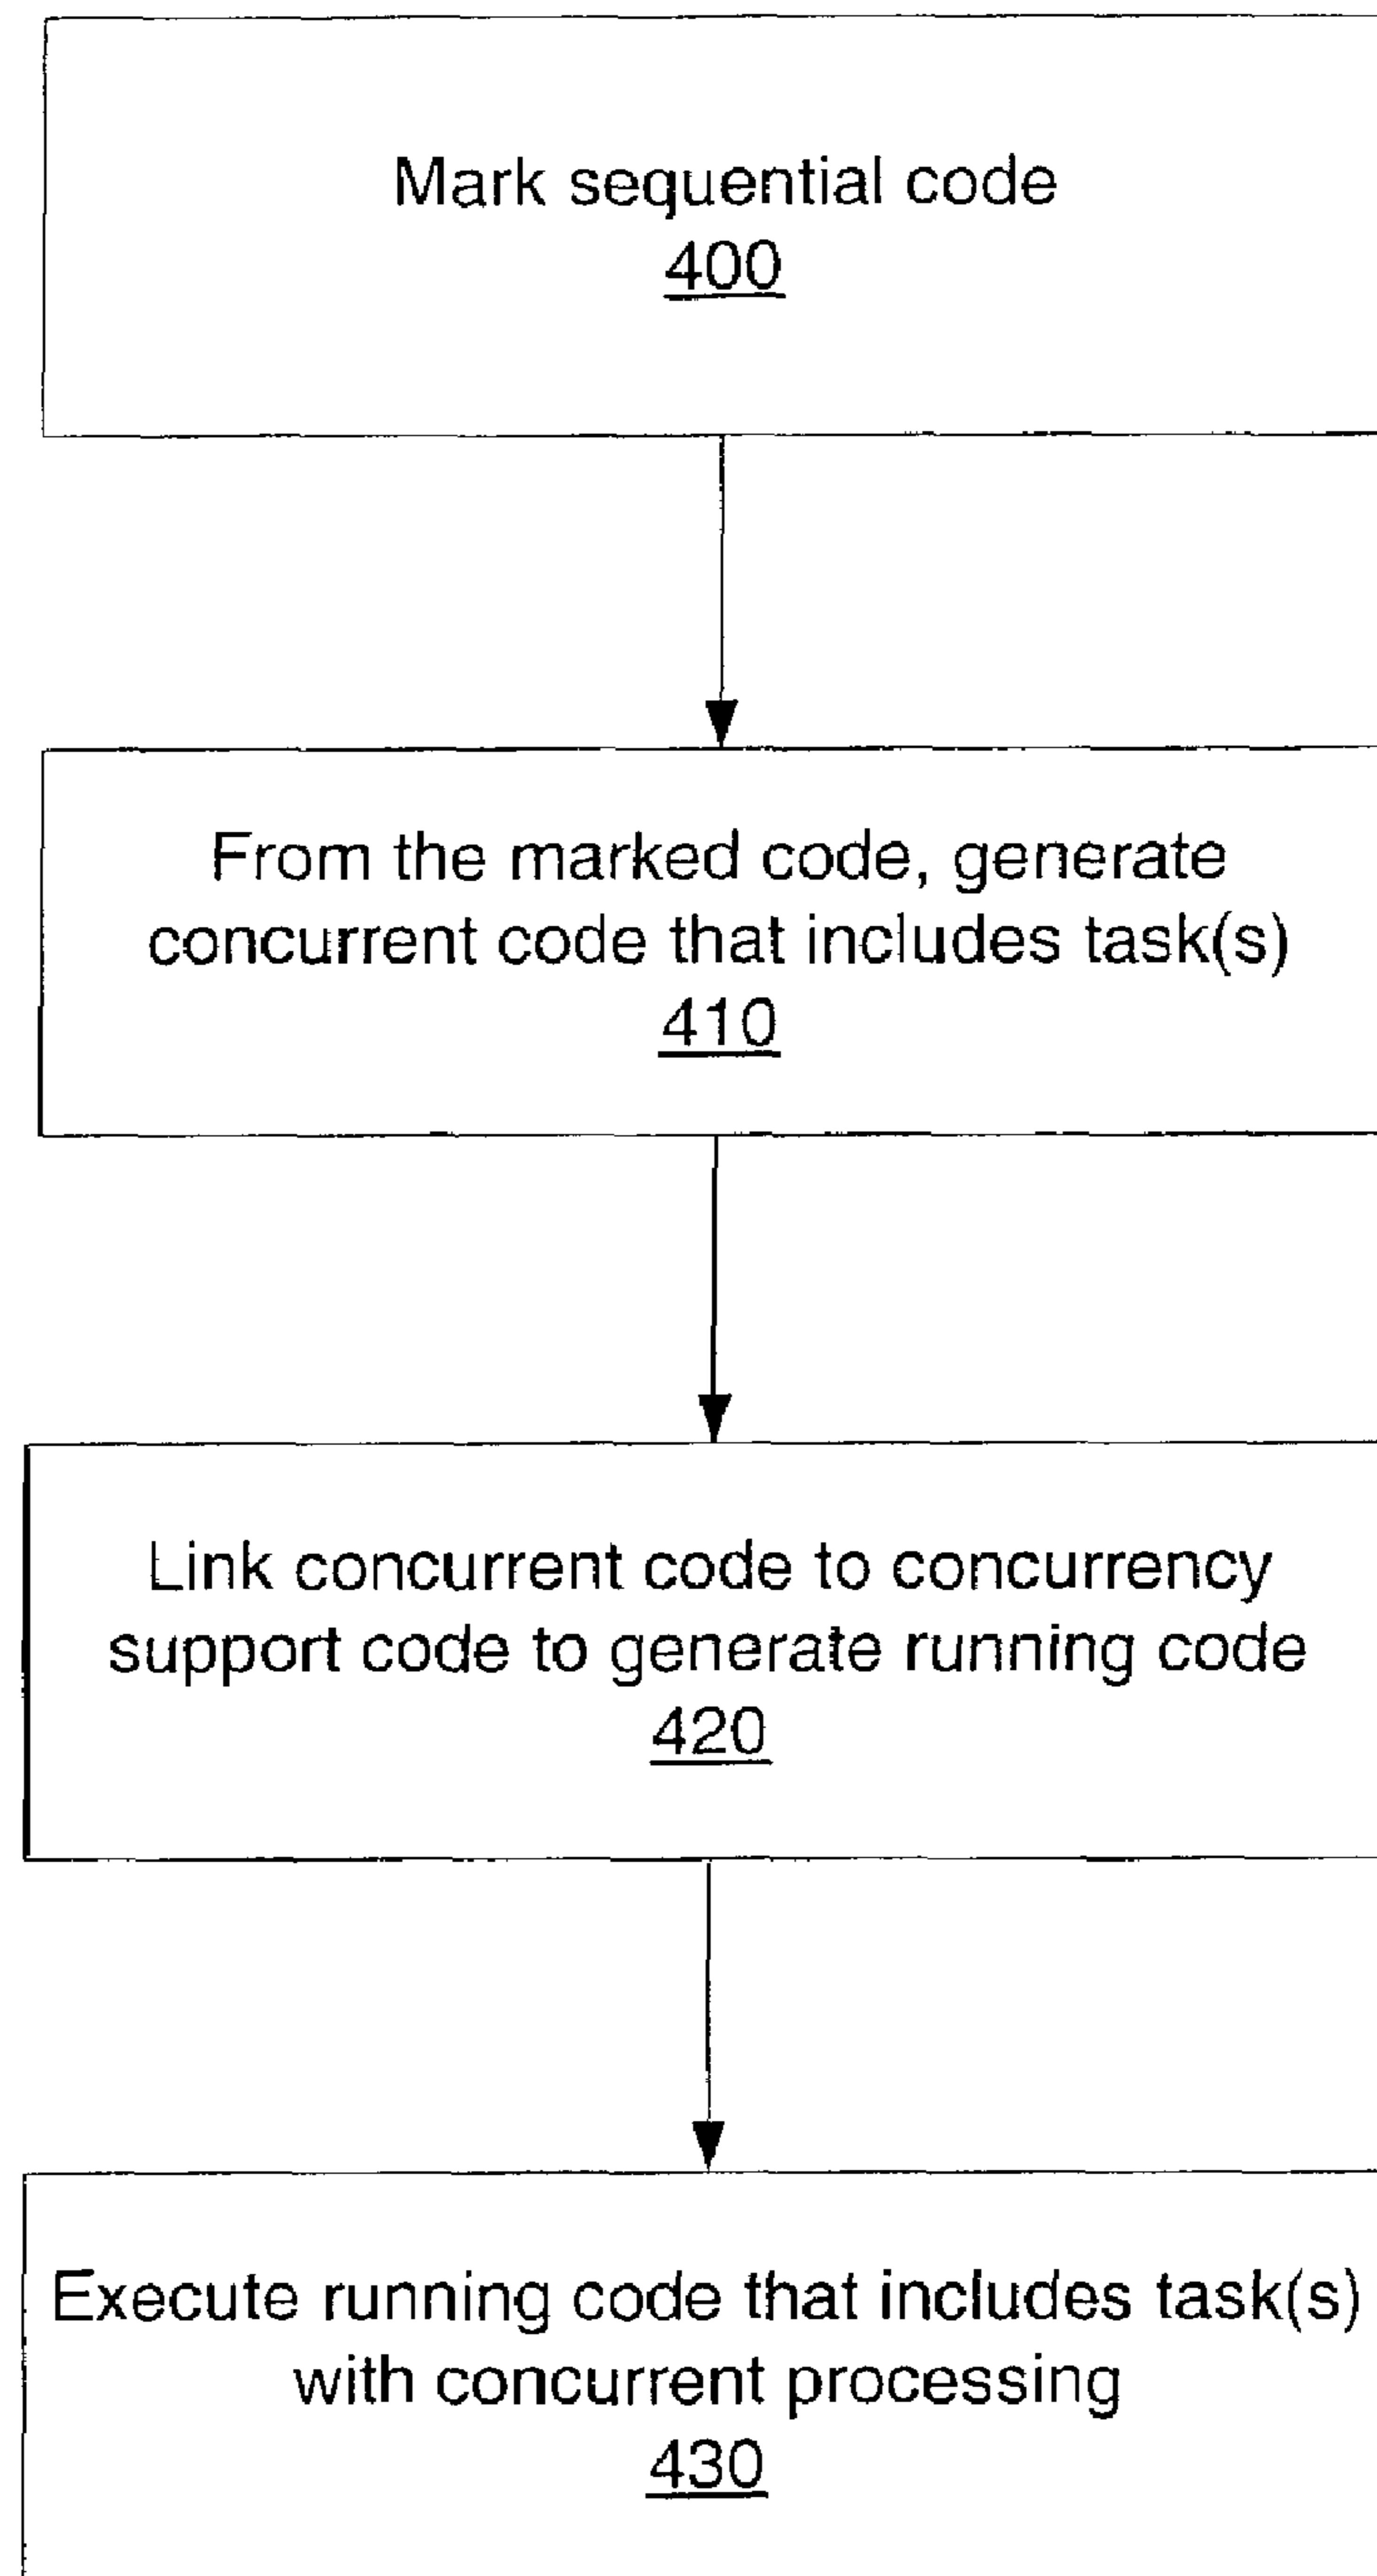 Mark sequential code
400
From the marked code, generate
concurrent code that includes task(s)
410
Link concurrent code to concurrency
support code to generate running code
420
Execute running code that includes task(s)
with concurrent processing
430